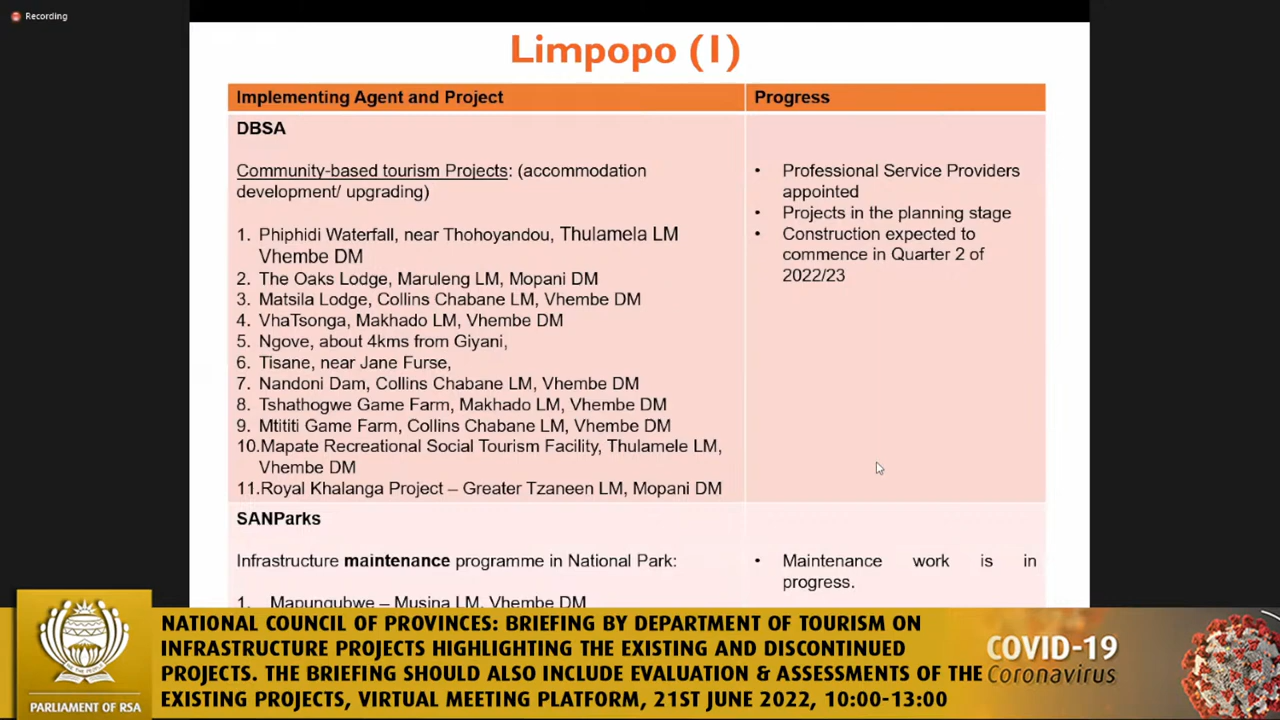 Recording
Limpopo (I)
Implementing Agent and Project
Progress
DBSA
Community-based tourism Projects: (accommodation
development/ upgrading)
1. Phiphidi Waterfall, near Thohoyandou, Thulamela LM
Vhembe DM
2. The Oaks Lodge, Maruleng LM, Mopani DM
3. Matsila Lodge, Collins Chabane LM, Vhembe DM
4. VhaTsonga, Makhado LM, Vhembe DM
5. Ngove, about 4kms from Giyani,
6. Tisane, near Jane Furse,
7. Nandoni Dam, Collins Chabane LM, Vhembe DM
8. Tshathogwe Game Farm, Makhado LM, Vhembe DM
9. Mtititi Game Farm, Collins Chabane LM, Vhembe DM
10.Mapate Recreational Social Tourism Facility, Thulamele LM,
Vhembe DM
11.Royal Khalanga Project – Greater Tzaneen LM, Mopani DM
• Professional Service Providers
appointed
• Projects in the planning stage
• Construction expected to
commence in Quarter 2 of
2022/23
SANParks
Infrastructure maintenance programme in National Park:
1. Mapungubwe – Musina LM, Vhembe DM
• Maintenance work is in
progress.
NATIONAL COUNCIL OF PROVINCES: BRIEFING BY DEPARTMENT OF TOURISM ON
INFRASTRUCTURE PROJECTS HIGHLIGHTING THE EXISTING AND DISCONTINUED
PROJECTS. THE BRIEFING SHOULD ALSO INCLUDE EVALUATION & ASSESSMENTS OF THE
EXISTING PROJECTS, VIRTUAL MEETING PLATFORM, 21ST JUNE 2022, 10:00-13:00
PARLIAMENT OF RSA
COVID-19
Coronavirus